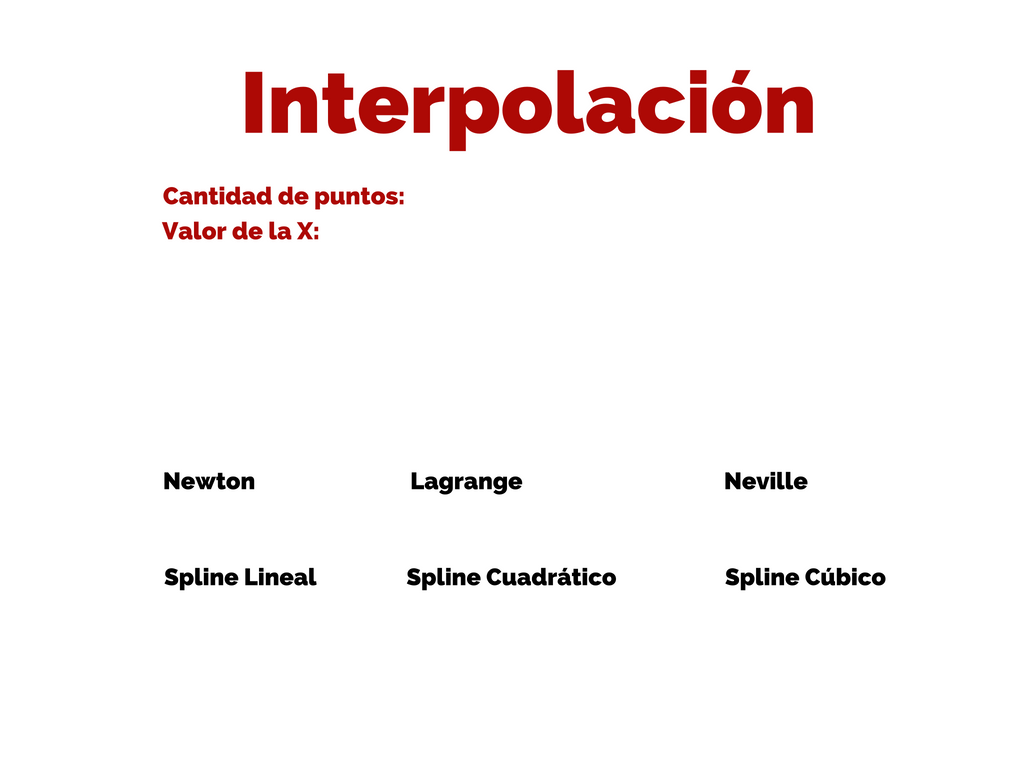 Interpolación
Cantidad de puntos:
Valor de la X:
Newton Lagrange Neville
Spline Lineal Spline Cuadrático Spline Cúbico